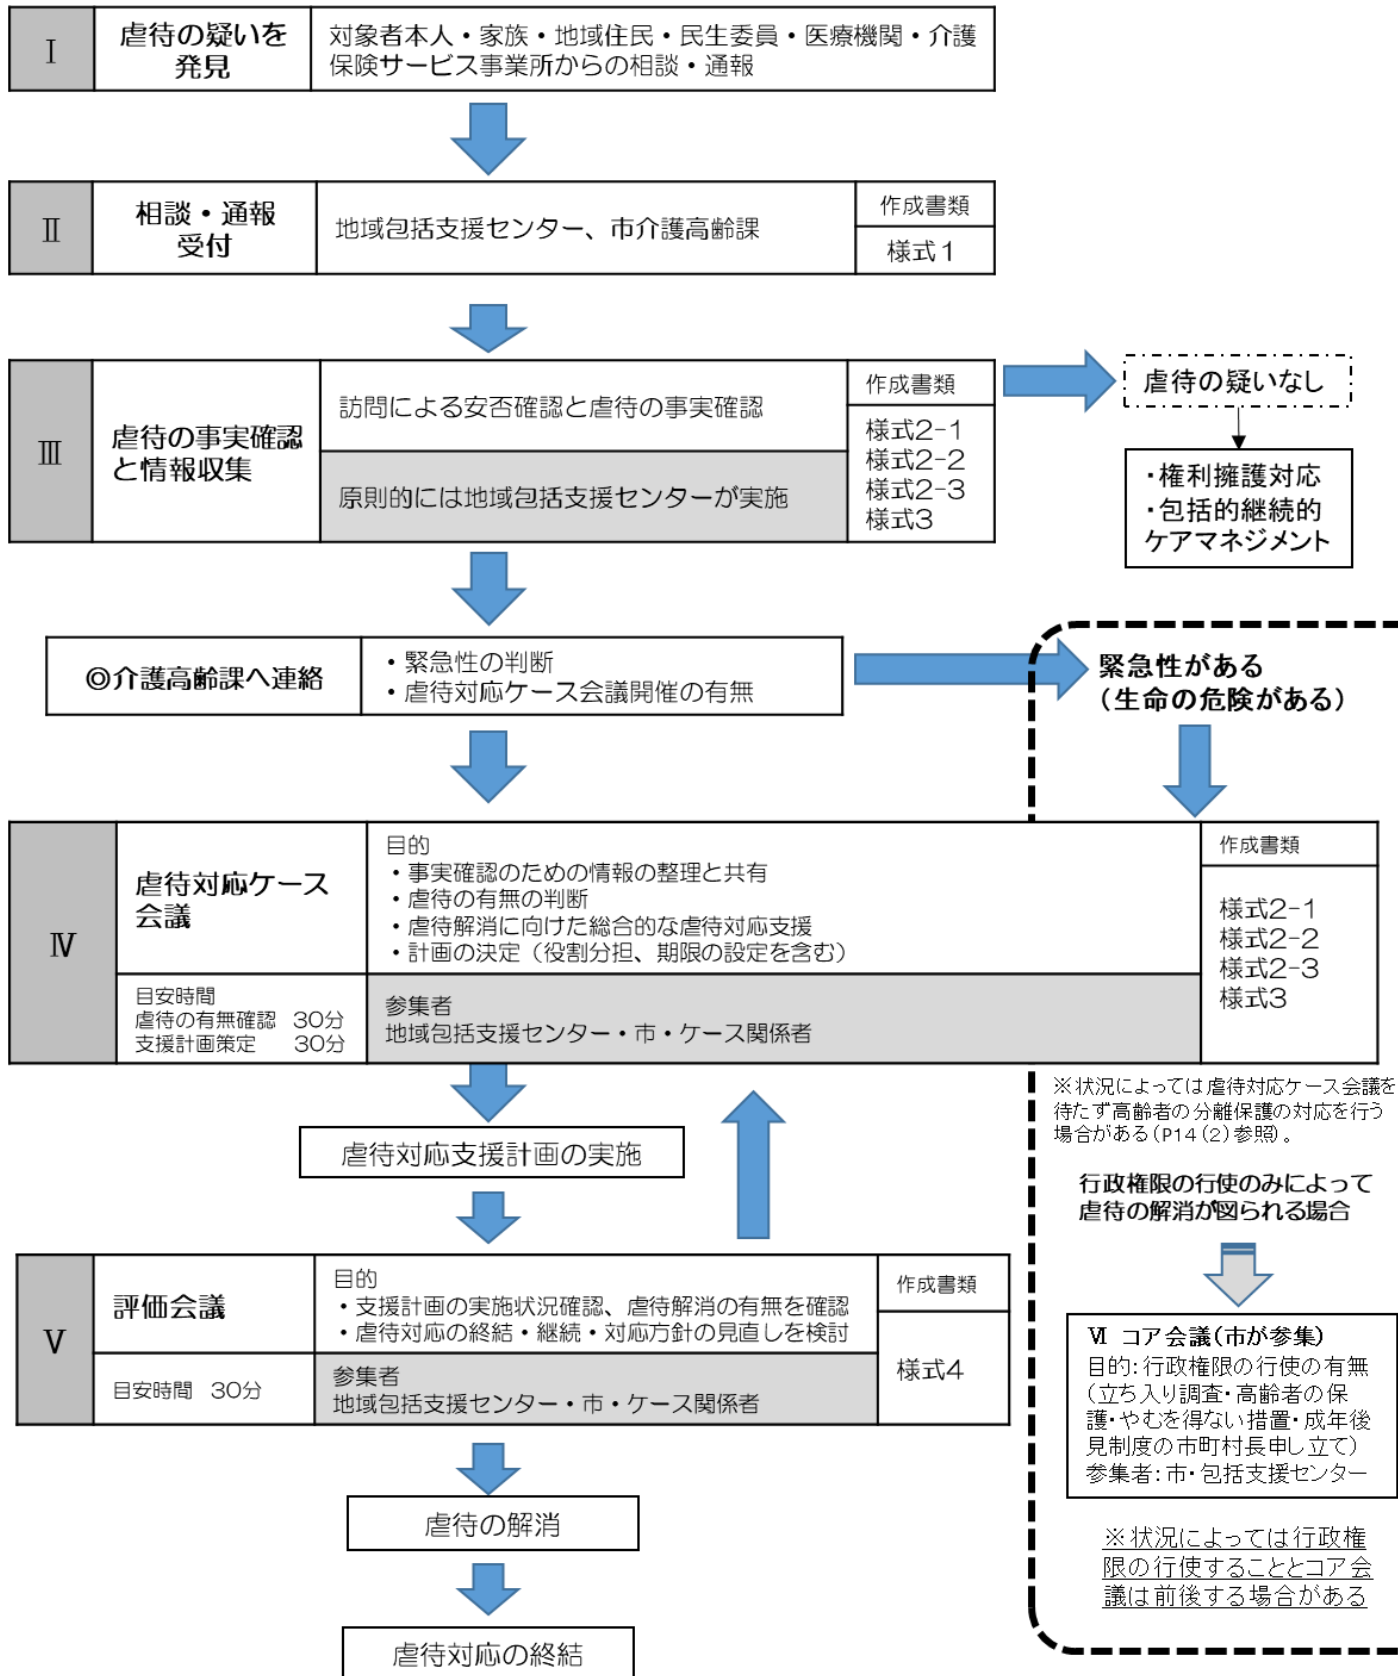 Ⅰ
虐待の疑いを
発見
対象者本人・家族・地域住民・民生委員・医療機関・介護
保険サービス事業所からの相談・通報
Ⅱ
相談・通報
受付
地域包括支援センター、市介護高齢課
作成書類
様式1
Ⅲ
虐待の事実確認
と情報収集
訪問による安否確認と虐待の事実確認
原則的には地域包括支援センターが実施
作成書類
様式2-1
様式2-2
様式2-3
様式3
虐待の疑いなし
・権利擁護対応
・包括的継続的
ケアマネジメント
◎介護高齢課へ連絡
・緊急性の判断
・虐待対応ケース会議開催の有無
緊急性がある
（生命の危険がある）
Ⅳ
虐待対応ケース
会議
目安時間
虐待の有無確認　30分
支援計画策定　　30分
目的
・事実確認のための情報の整理と共有
・虐待の有無の判断
・虐待解消に向けた総合的な虐待対応支援
・計画の決定（役割分担、期限の設定を含む）
参集者
地域包括支援センター・市・ケース関係者
作成書類
様式2-1
様式2-2
様式2-3
様式3
※状況によっては虐待対応ケース会議を
待たず高齢者の分離保護の対応を行う
場合がある（P14（2）参照）。
虐待対応支援計画の実施
行政権限の行使のみによって
虐待の解消が図られる場合
Ⅴ
評価会議
目安時間　30分
目的
・支援計画の実施状況確認、虐待解消の有無を確認
・虐待対応の終結・継続・対応方針の見直しを検討
参集者
地域包括支援センター・市・ケース関係者
作成書類
様式4
Ⅵ コア会議（市が参集）
目的：行政権限の行使の有無
（立ち入り調査・高齢者の保
護・やむを得ない措置・成年後
見制度の市町村長申し立て）
参集者：市・包括支援センター
※状況によっては行政権
限の行使することとコア会
議は前後する場合がある
虐待の解消
虐待対応の終結